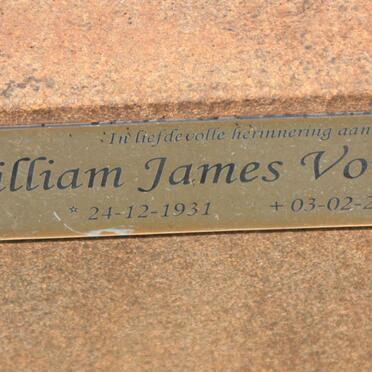 In liefdevolle herinnering aan
illiam James Vo
* 24-12-1931 + 03-02-2